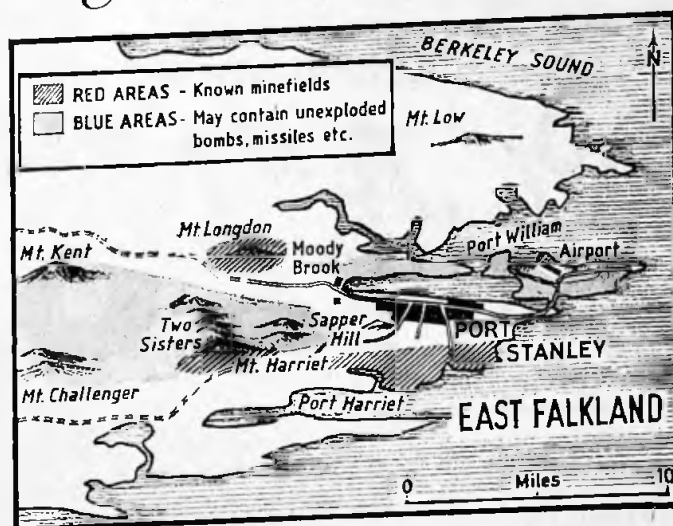 BERKELEY SOUND
N
RED AREAS - Known minefields
BLUE AREAS - May contain unexploded
bombs, missiles etc.
Mt. Low
Mt Longdon
Mt. Kent
Moody
Brook
Port William
Airport
Two
Sisters
Sapper
Hill
PORT
STANLEY
Mt. Harriet
Mt. Challenger
Port Harriet
EAST FALKLAND
0 Miles 10